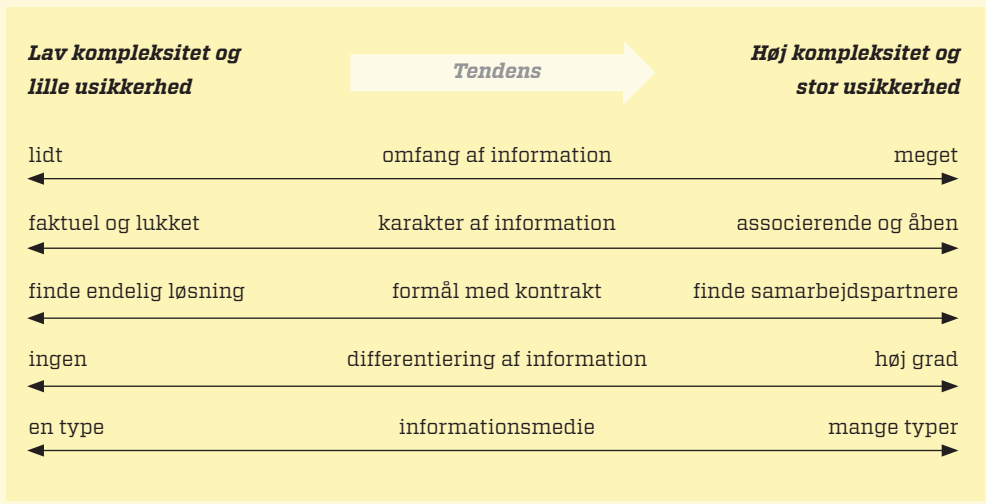 Lav kompleksitet og
lille usikkerhed
Tendens
Høj kompleksitet og
stor usikkerhed
lidt omfang af information meget
faktuel og lukket karakter af information associerende og åben
finde endelig løsning formål med kontrakt finde samarbejdspartnere
ingen differentiering af information høj grad
en type informationsmedie mange typer